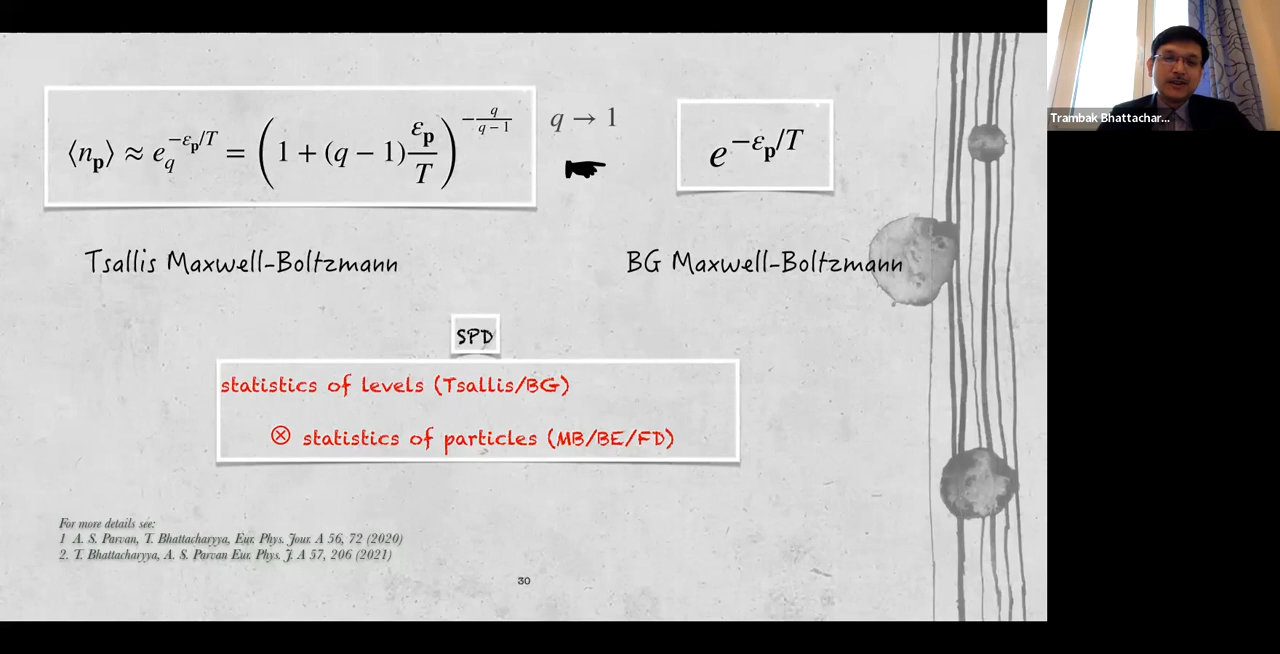 ⟨n_𝐩⟩ ≈ e_q^{−ε_𝐩/T} = (1 + (q − 1) ε_𝐩/T)^{−q/(q−1)}
q → 1
e^{−ε_𝐩/T}
Tsallis Maxwell-Boltzmann
BG Maxwell-Boltzmann
SPD
statistics of levels (Tsallis/BG)
⊗ statistics of particles (MB/BE/FD)
For more details see:
1 A. S. Parvan, T. Bhattacharyya, Eur. Phys. Jour. A 56, 72 (2020)
2. T. Bhattacharyya, A. S. Parvan Eur. Phys. J. A 57, 206 (2021)
30
Trambak Bhattachar...